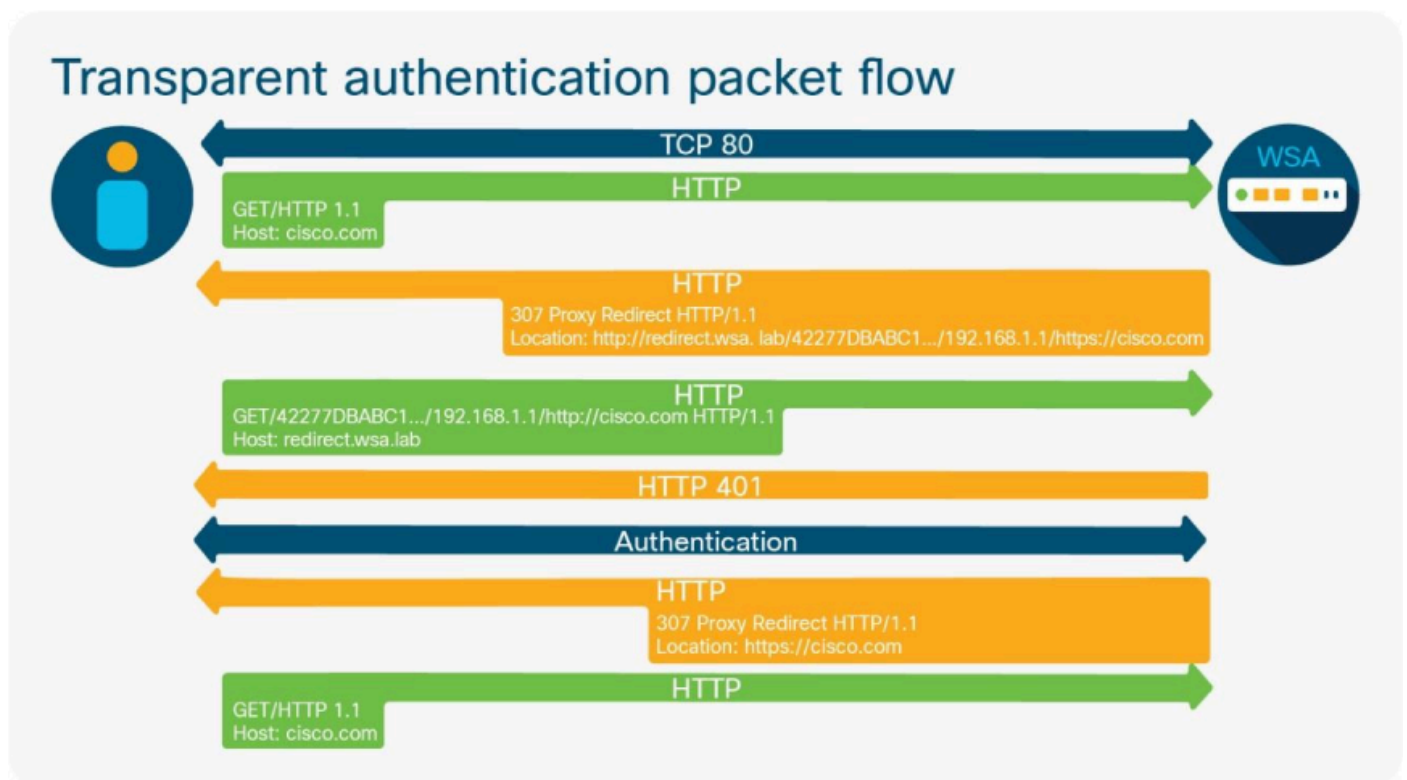 Transparent authentication packet flow
TCP 80
WSA
HTTP
GET/HTTP 1.1
Host: cisco.com
HTTP
307 Proxy Redirect HTTP/1.1
Location: http://redirect.wsa. lab/42277DBABC1.../192.168.1.1/https://cisco.com
HTTP
GET/42277DBABC1.../192.168.1.1/http://cisco.com HTTP/1.1
Host: redirect.wsa.lab
HTTP 401
Authentication
HTTP
307 Proxy Redirect HTTP/1.1
Location: https://cisco.com
HTTP
GET/HTTP 1.1
Host: cisco.com